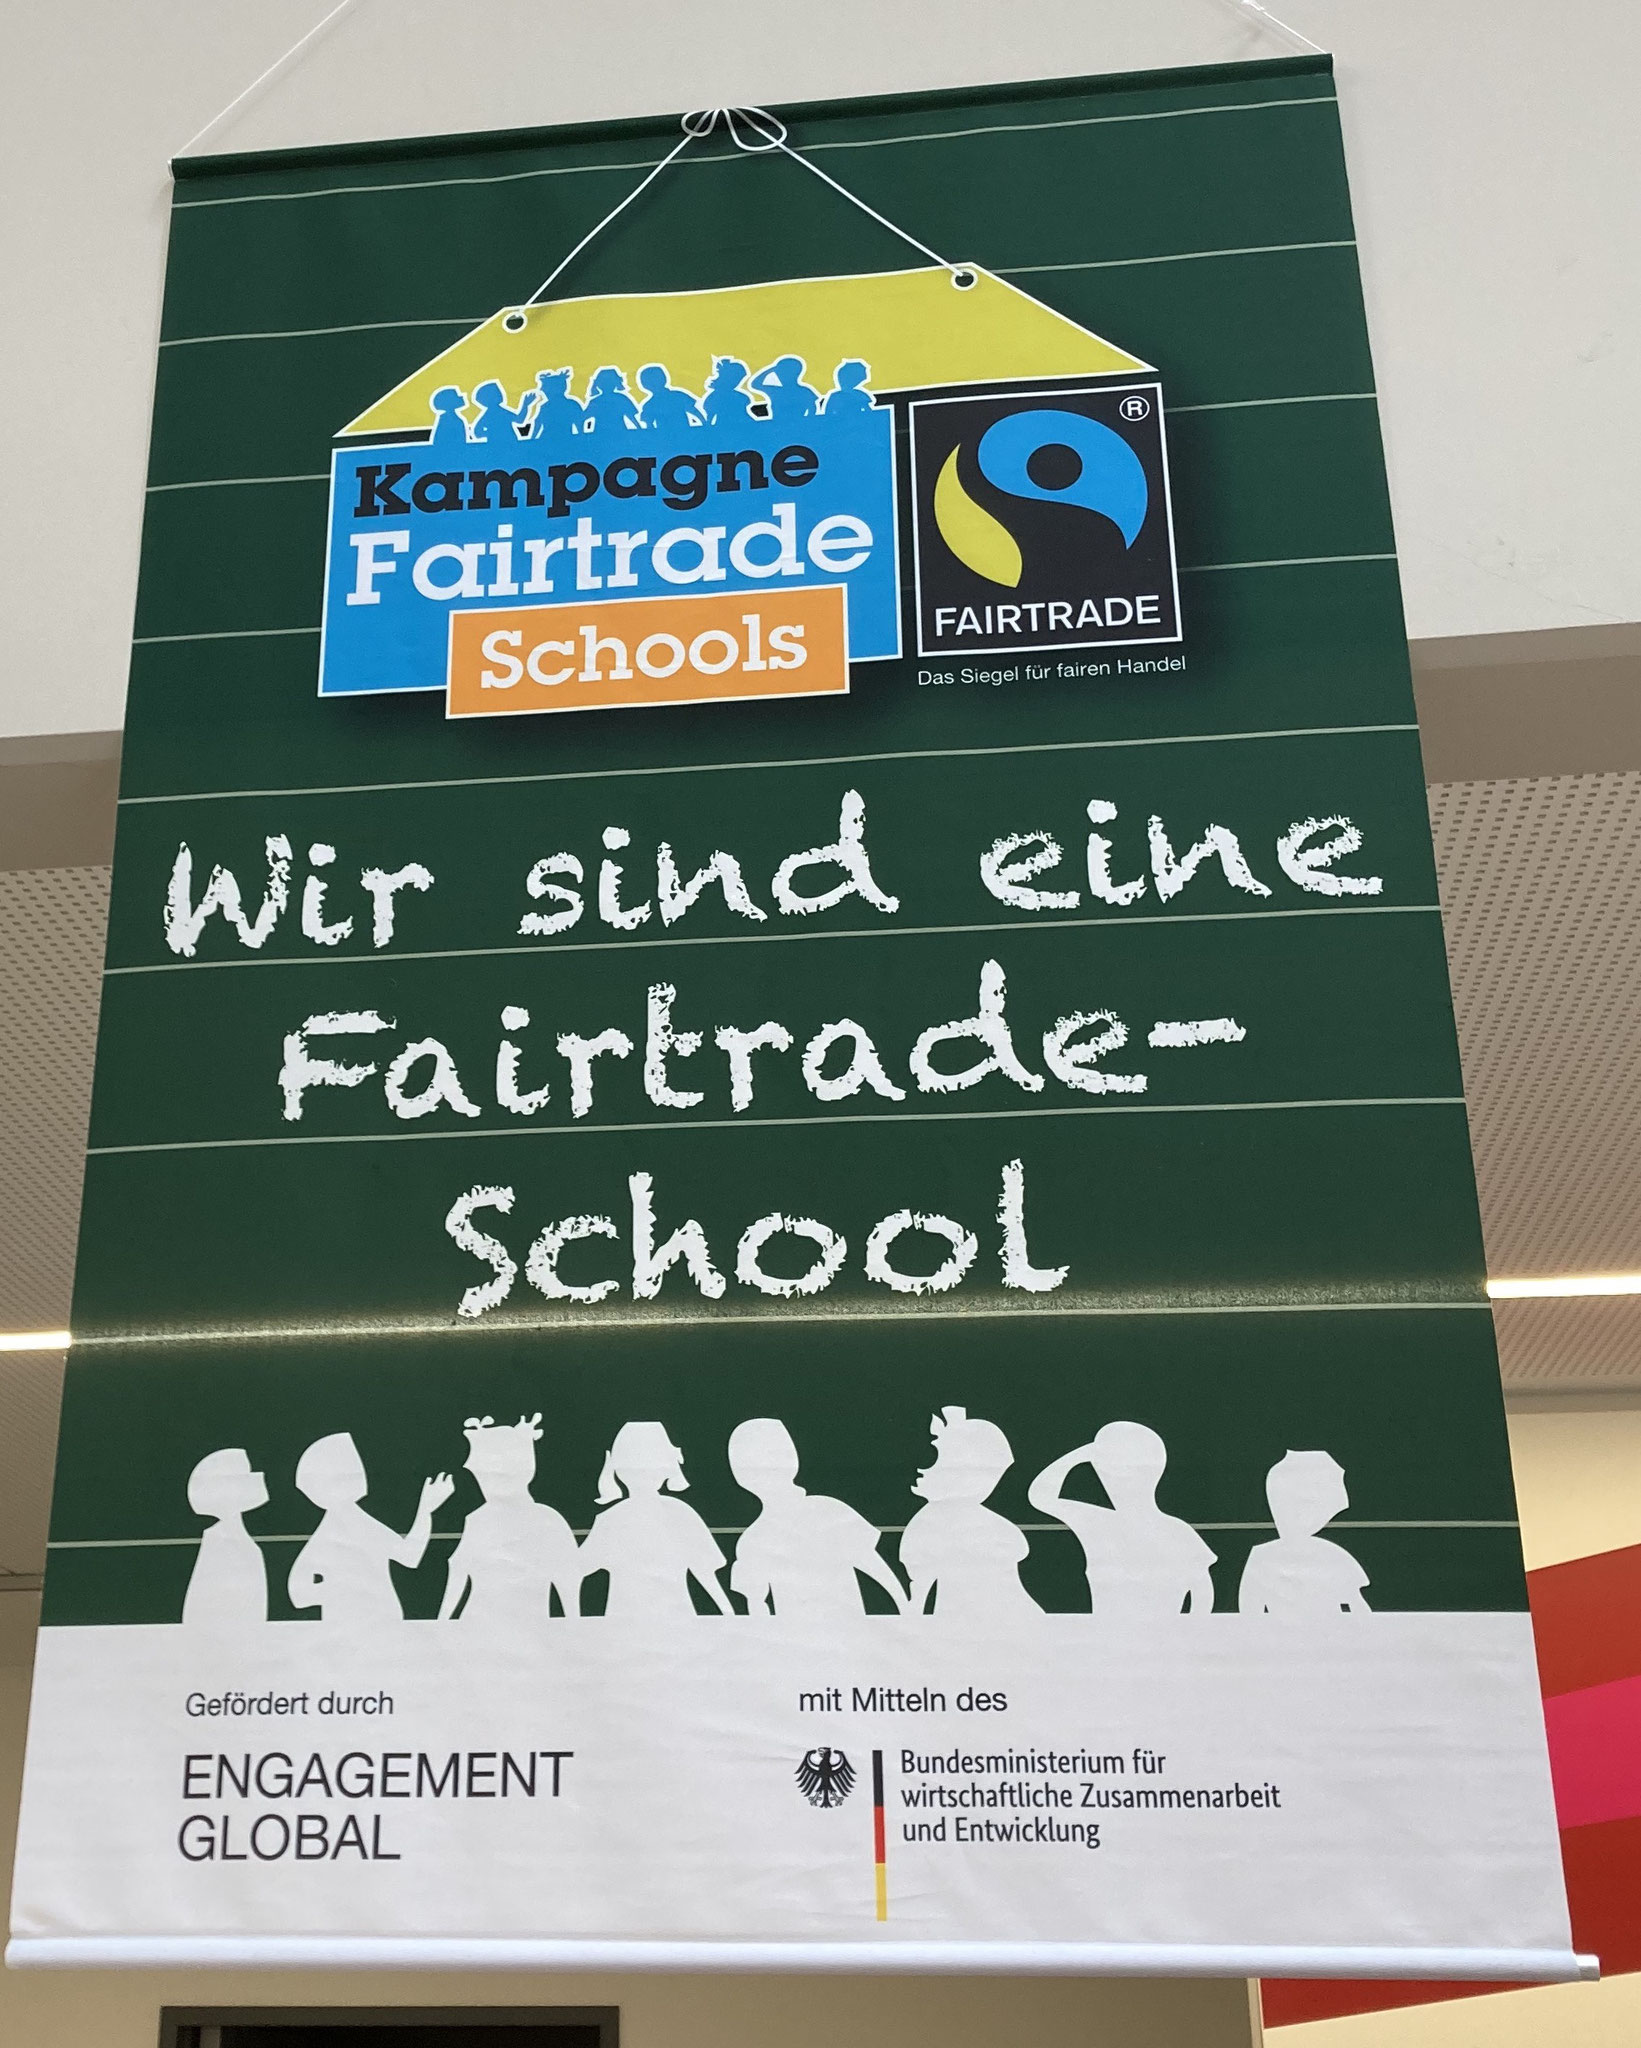 Kampagne
Fairtrade
Schools
®
FAIRTRADE
Das Siegel für fairen Handel
Wir sind eine
Fairtrade-
School
Gefördert durch
ENGAGEMENT
GLOBAL
mit Mitteln des
Bundesministerium für
wirtschaftliche Zusammenarbeit
und Entwicklung